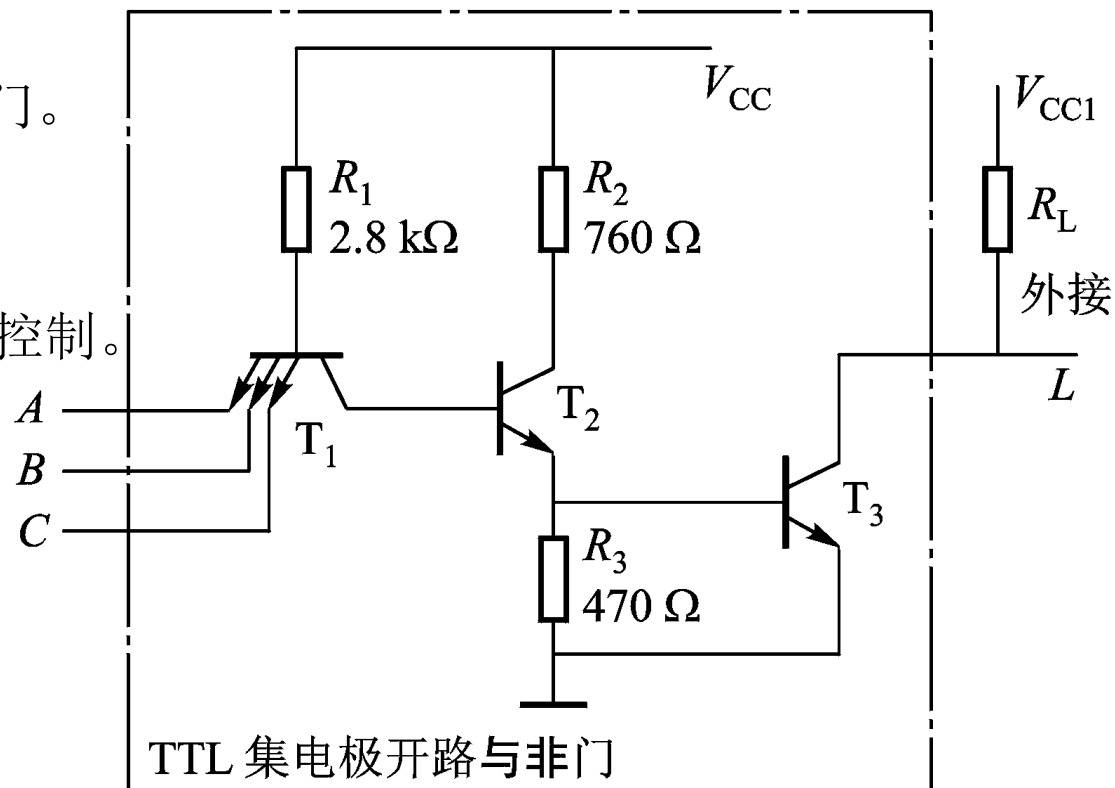 门。
V_CC
V_CC1
R_1
2.8 kΩ
R_2
760 Ω
R_L
外接
控制。
A
B
C
T_1
T_2
T_3
L
R_3
470 Ω
TTL 集电极开路与非门